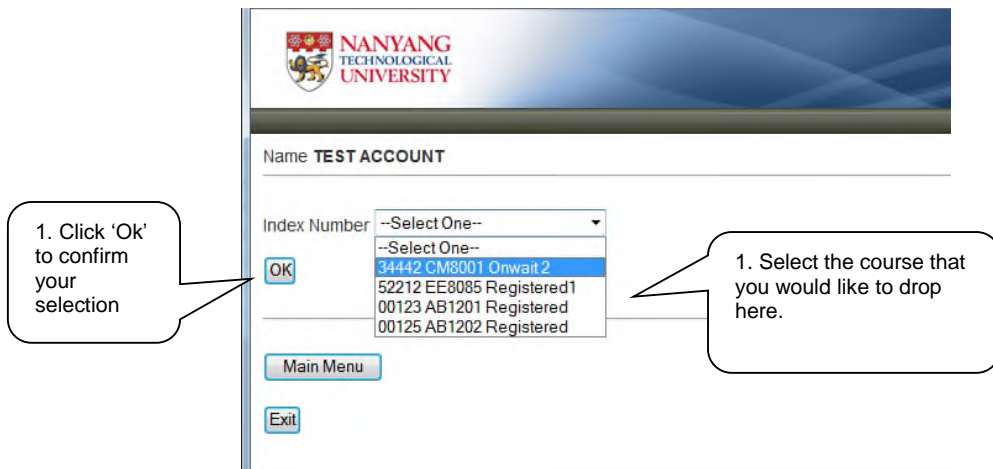 NANYANG
TECHNOLOGICAL
UNIVERSITY
Name TEST ACCOUNT
Index Number --Select One--
--Select One--
34442 CM8001 Onwait 2
52212 EE8085 Registered1
00123 AB1201 Registered
00125 AB1202 Registered
OK
Main Menu
Exit
1. Click ‘Ok’
to confirm
your
selection
1. Select the course that
you would like to drop
here.